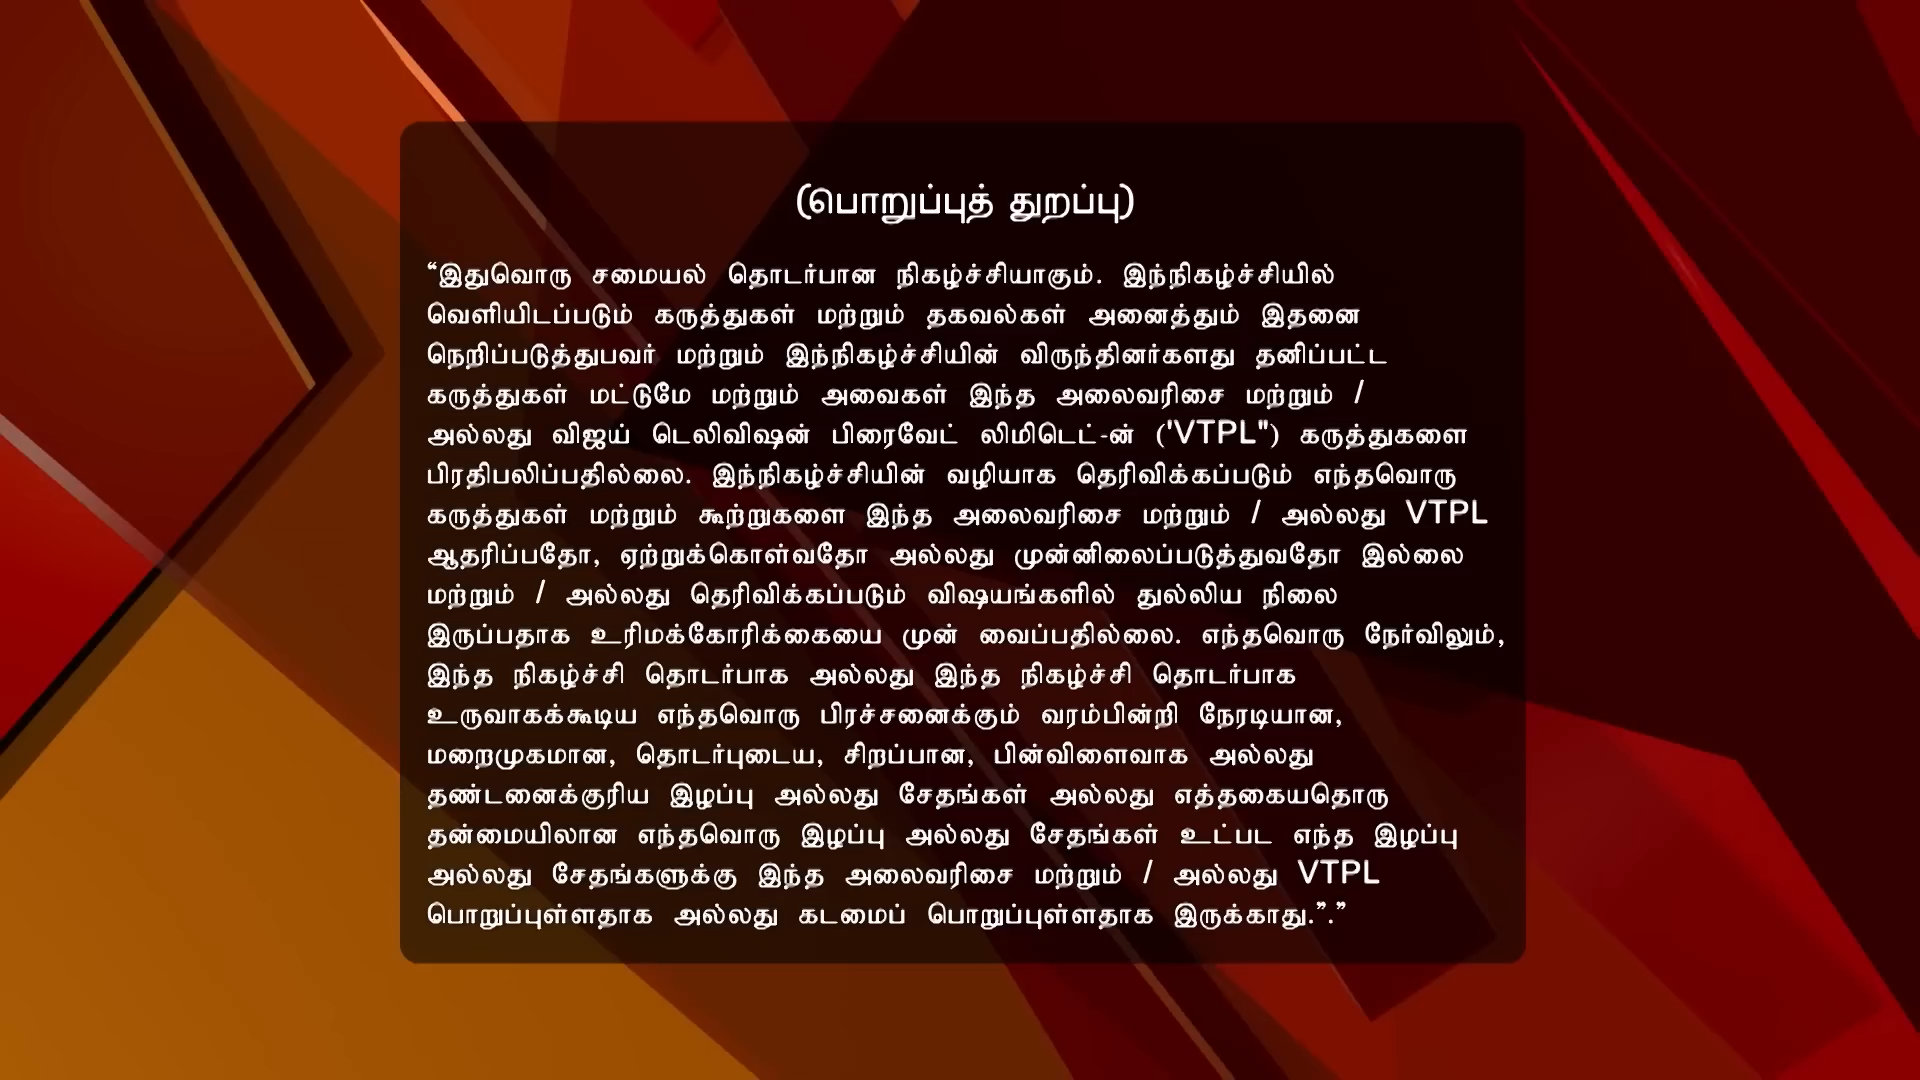 (பொறுப்புத் துறப்பு)
“இதுவொரு சமையல் தொடர்பான நிகழ்ச்சியாகும். இந்நிகழ்ச்சியில்
வெளியிடப்படும் கருத்துகள் மற்றும் தகவல்கள் அனைத்தும் இதனை
நெறிப்படுத்துபவர் மற்றும் இந்நிகழ்ச்சியின் விருந்தினர்களது தனிப்பட்ட
கருத்துகள் மட்டுமே மற்றும் அவைகள் இந்த அலைவரிசை மற்றும் /
அல்லது விஜய் டெலிவிஷன் பிரைவேட் லிமிடெட்-ன் ('VTPL") கருத்துகளை
பிரதிபலிப்பதில்லை. இந்நிகழ்ச்சியின் வழியாக தெரிவிக்கப்படும் எந்தவொரு
கருத்துகள் மற்றும் கூற்றுகளை இந்த அலைவரிசை மற்றும் / அல்லது VTPL
ஆதரிப்பதோ, ஏற்றுக்கொள்வதோ அல்லது முன்னிலைப்படுத்துவதோ இல்லை
மற்றும் / அல்லது தெரிவிக்கப்படும் விஷயங்களில் துல்லிய நிலை
இருப்பதாக உரிமக்கோரிக்கையை முன் வைப்பதில்லை. எந்தவொரு நேர்விலும்,
இந்த நிகழ்ச்சி தொடர்பாக அல்லது இந்த நிகழ்ச்சி தொடர்பாக
உருவாகக்கூடிய எந்தவொரு பிரச்சனைக்கும் வரம்பின்றி நேரடியான,
மறைமுகமான, தொடர்புடைய, சிறப்பான, பின்விளைவாக அல்லது
தண்டனைக்குரிய இழப்பு அல்லது சேதங்கள் அல்லது எத்தகையதொரு
தன்மையிலான எந்தவொரு இழப்பு அல்லது சேதங்கள் உட்பட எந்த இழப்பு
அல்லது சேதங்களுக்கு இந்த அலைவரிசை மற்றும் / அல்லது VTPL
பொறுப்புள்ளதாக அல்லது கடமைப் பொறுப்புள்ளதாக இருக்காது.”.”